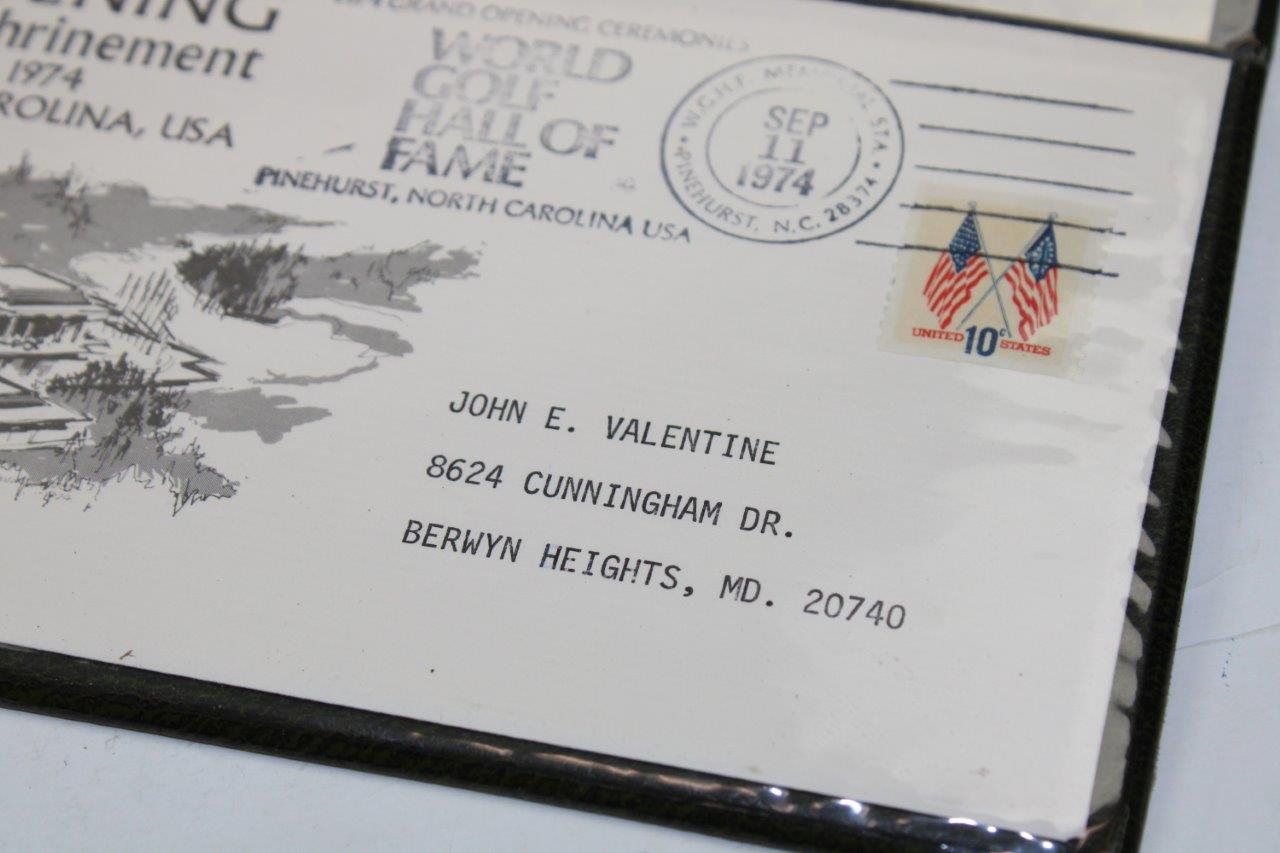 ENING
hrinement
1974
ROLINA, USA
GRAND OPENING CEREMONIES
WORLD
GOLF
HALL OF
FAME
PINEHURST, NORTH CAROLINA USA
W.G.H.F. MEMORIAL STA.
SEP
11
1974
PINEHURST, N.C. 28374
UNITED 10c STATES
JOHN E. VALENTINE
8624 CUNNINGHAM DR.
BERWYN HEIGHTS, MD. 20740